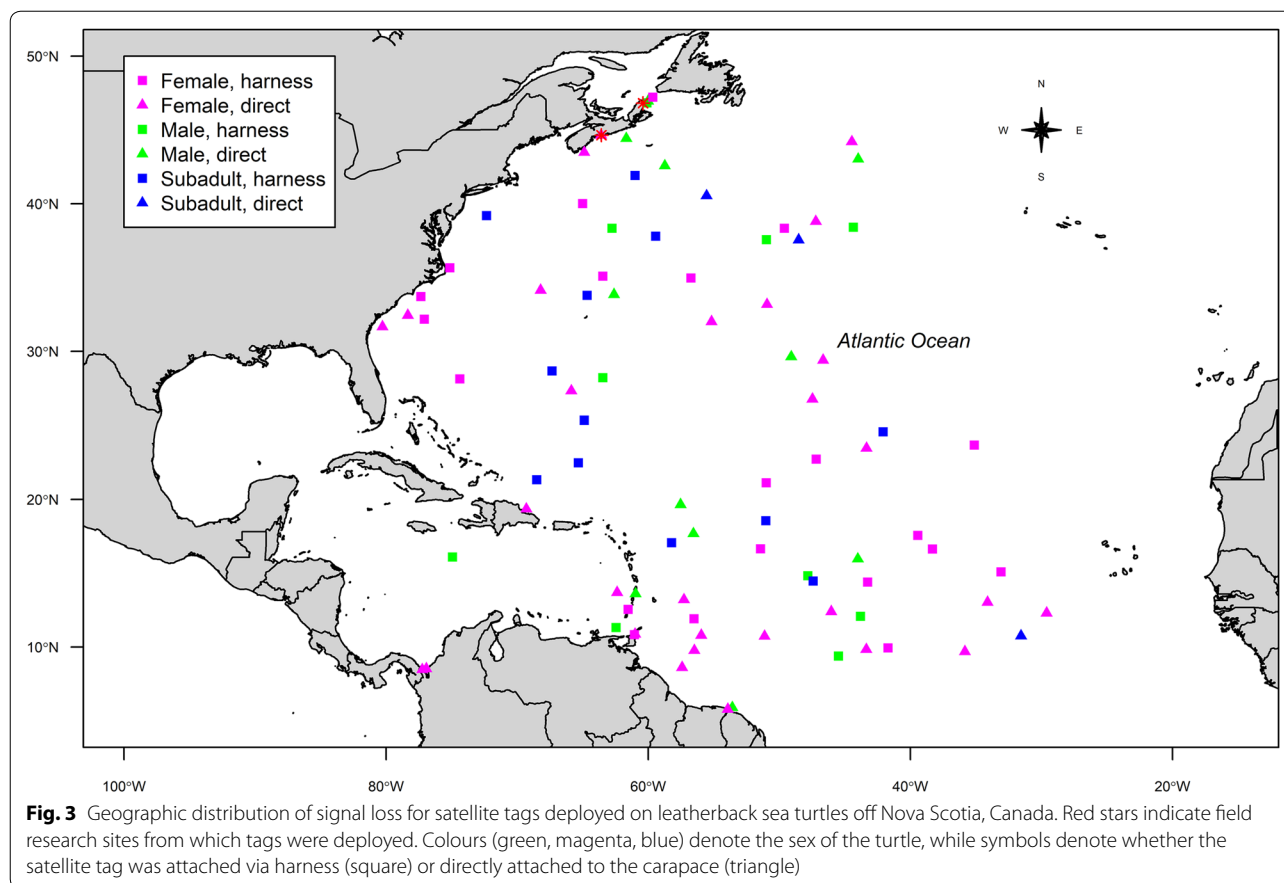 50°N
40°N
30°N
20°N
10°N
Female, harness
Female, direct
Male, harness
Male, direct
Subadult, harness
Subadult, direct
N
W E
S
Atlantic Ocean
100°W 80°W 60°W 40°W 20°W
Fig. 3 Geographic distribution of signal loss for satellite tags deployed on leatherback sea turtles off Nova Scotia, Canada. Red stars indicate field
research sites from which tags were deployed. Colours (green, magenta, blue) denote the sex of the turtle, while symbols denote whether the
satellite tag was attached via harness (square) or directly attached to the carapace (triangle)